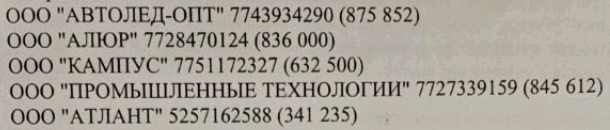 ООО "АВТОЛЕД-ОПТ" 7743934290 (875 852)
ООО "АЛЮР" 7728470124 (836 000)
ООО "КАМПУС" 7751172327 (632 500)
ООО "ПРОМЫШЛЕННЫЕ ТЕХНОЛОГИИ" 7727339159 (845 612)
ООО "АТЛАНТ" 5257162588 (341 235)